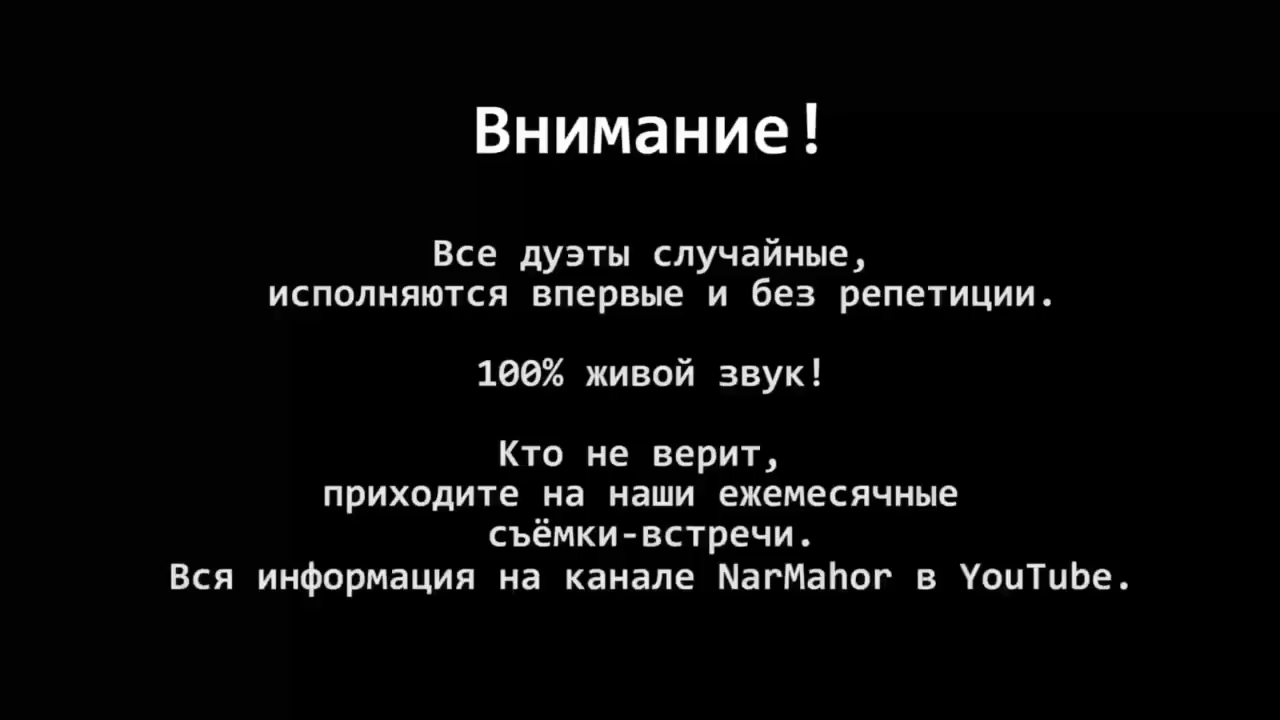 Внимание!
Все дуэты случайные,
исполняются впервые и без репетиции.
100% живой звук!
Кто не верит,
приходите на наши ежемесячные
съёмки-встречи.
Вся информация на канале NarMahor в YouTube.